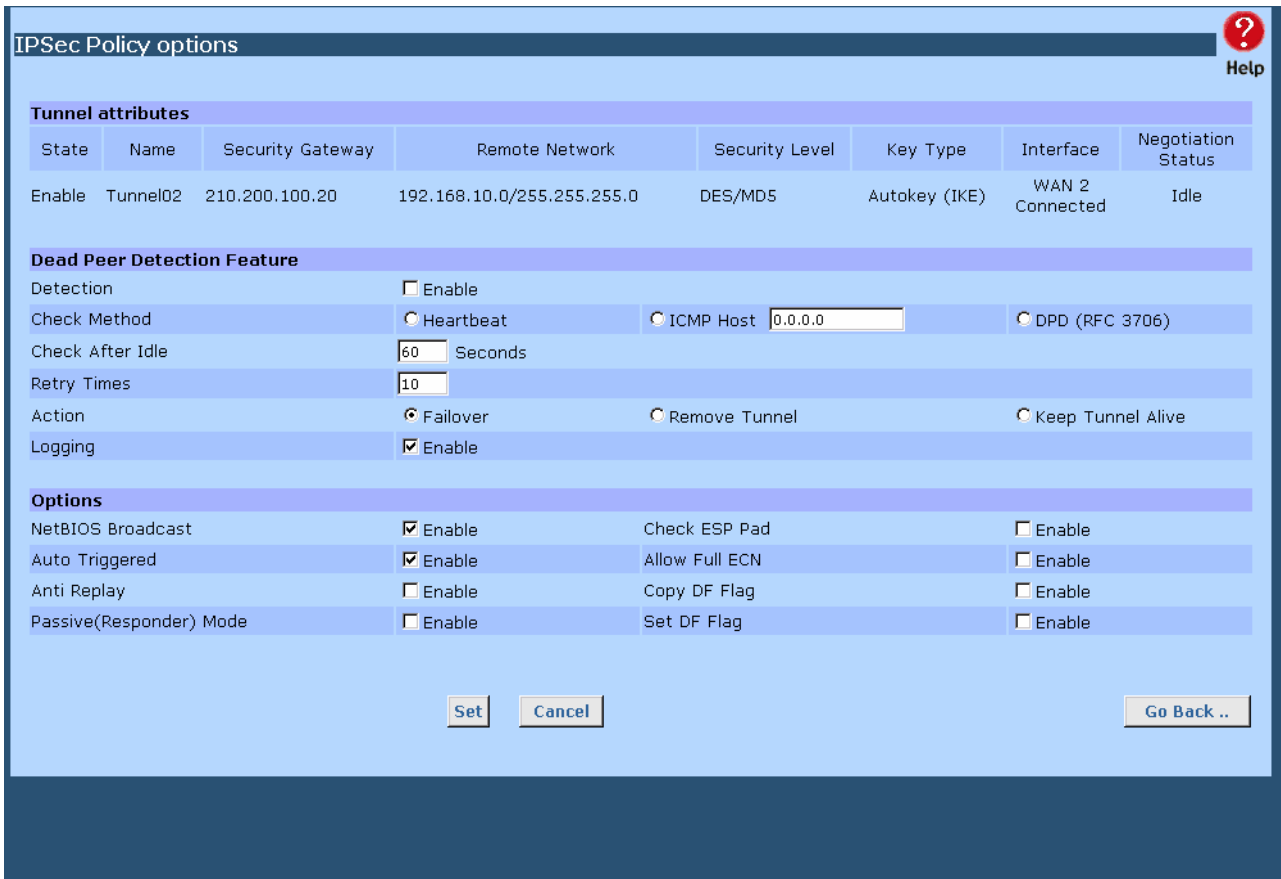 IPSec Policy options
Help
Tunnel attributes
State Name Security Gateway Remote Network Security Level Key Type Interface Negotiation Status
Enable Tunnel02 210.200.100.20 192.168.10.0/255.255.255.0 DES/MD5 Autokey (IKE) WAN 2 Connected Idle
Dead Peer Detection Feature
Detection Enable
Check Method Heartbeat ICMP Host 0.0.0.0 DPD (RFC 3706)
Check After Idle 60 Seconds
Retry Times 10
Action Failover Remove Tunnel Keep Tunnel Alive
Logging Enable
Options
NetBIOS Broadcast Enable Check ESP Pad Enable
Auto Triggered Enable Allow Full ECN Enable
Anti Replay Enable Copy DF Flag Enable
Passive(Responder) Mode Enable Set DF Flag Enable
Set Cancel Go Back ..